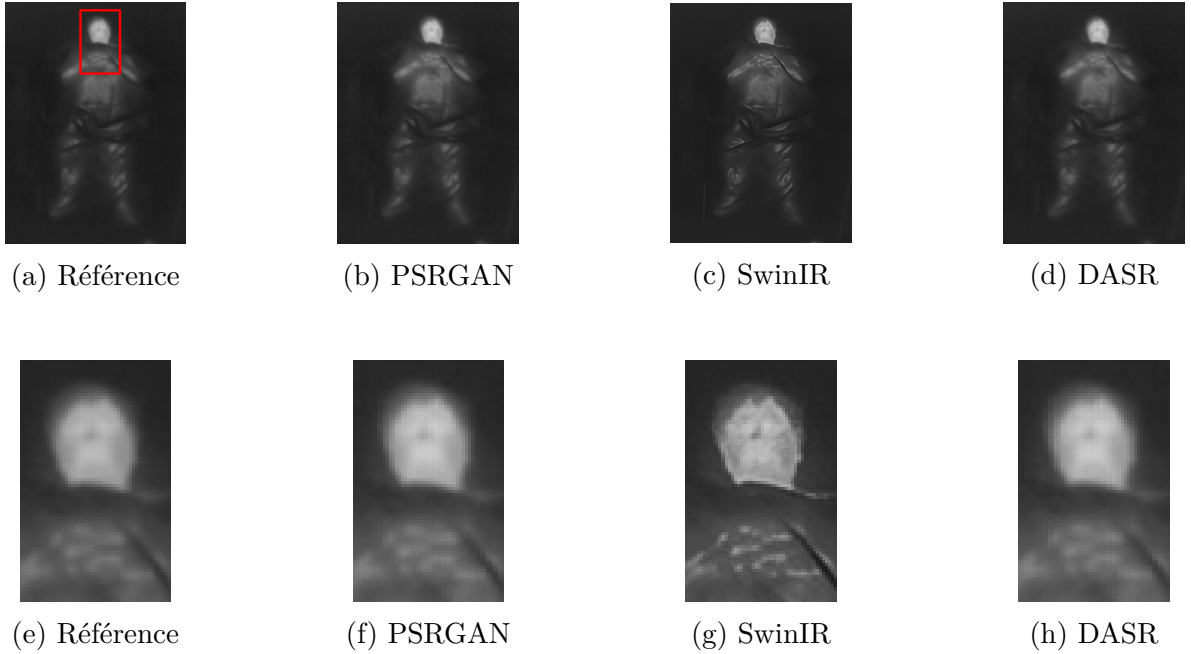 (a) Référence
(b) PSRGAN
(c) SwinIR
(d) DASR
(e) Référence
(f) PSRGAN
(g) SwinIR
(h) DASR